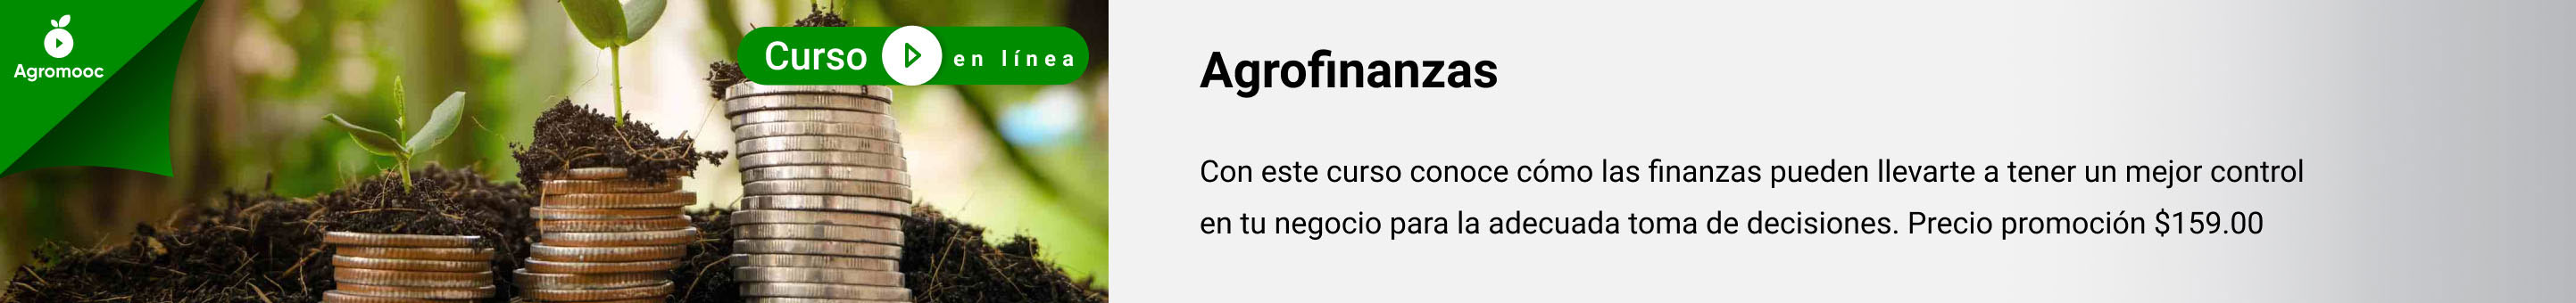 Agromooc
Curso en línea
Agrofinanzas
Con este curso conoce cómo las finanzas pueden llevarte a tener un mejor control
en tu negocio para la adecuada toma de decisiones. Precio promoción $159.00